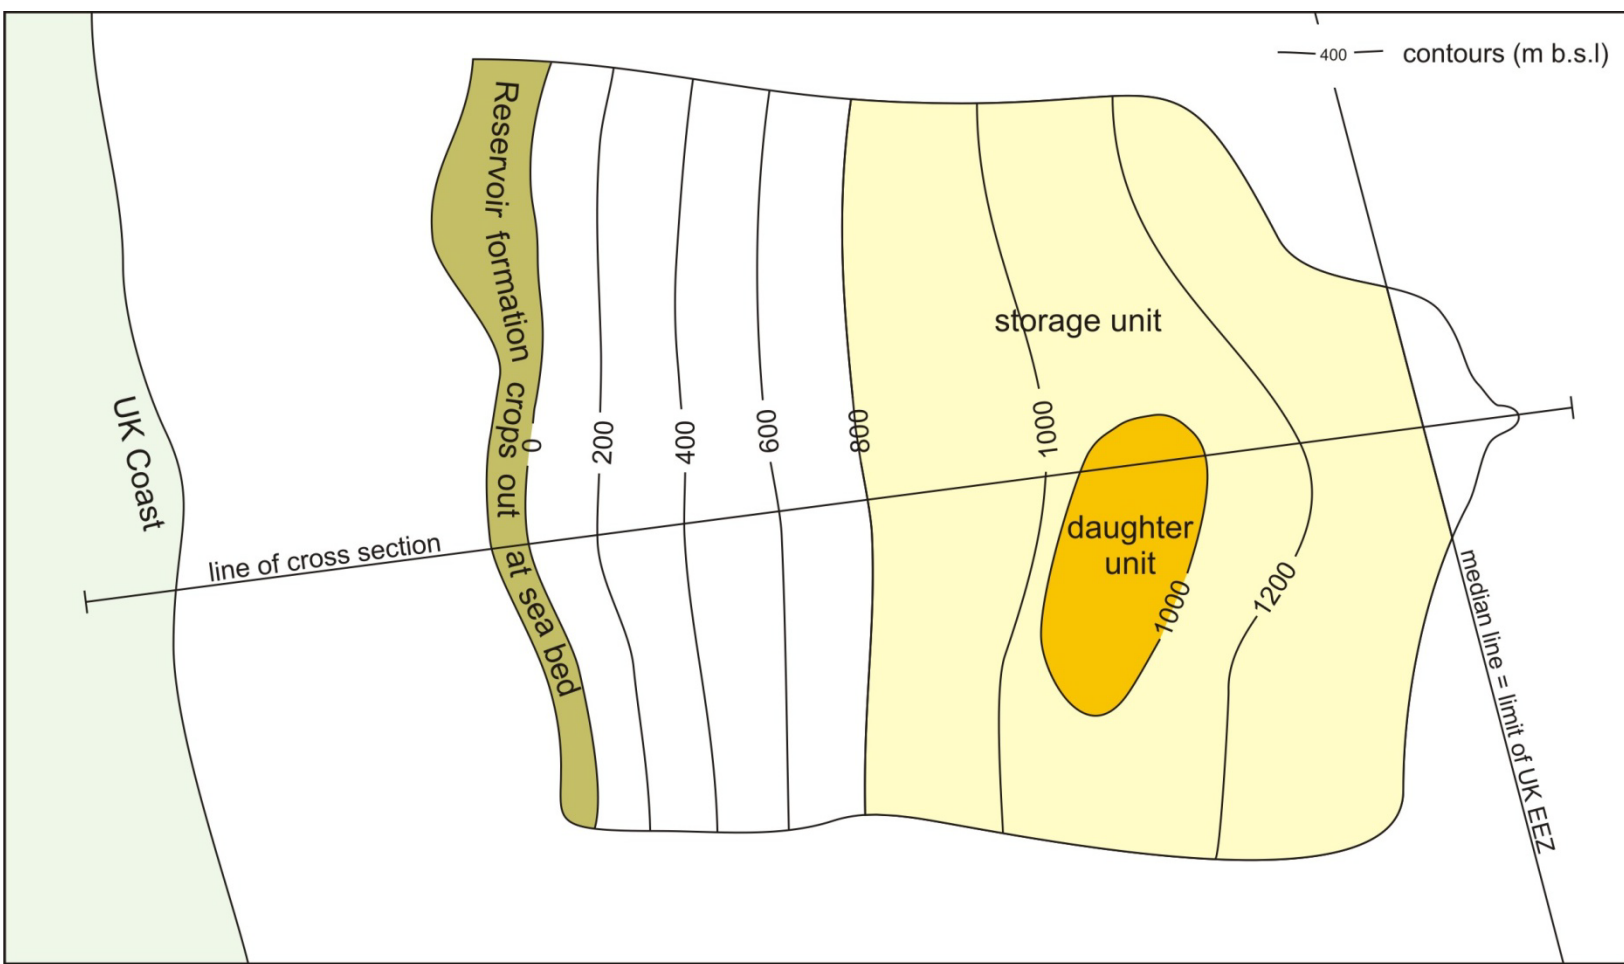 400 contours (m b.s.l)
Reservoir formation crops out at sea bed
storage unit
UK Coast
0
200
400
600
800
1000
daughter
unit
1000
1200
line of cross section
median line = limit of UK EEZ